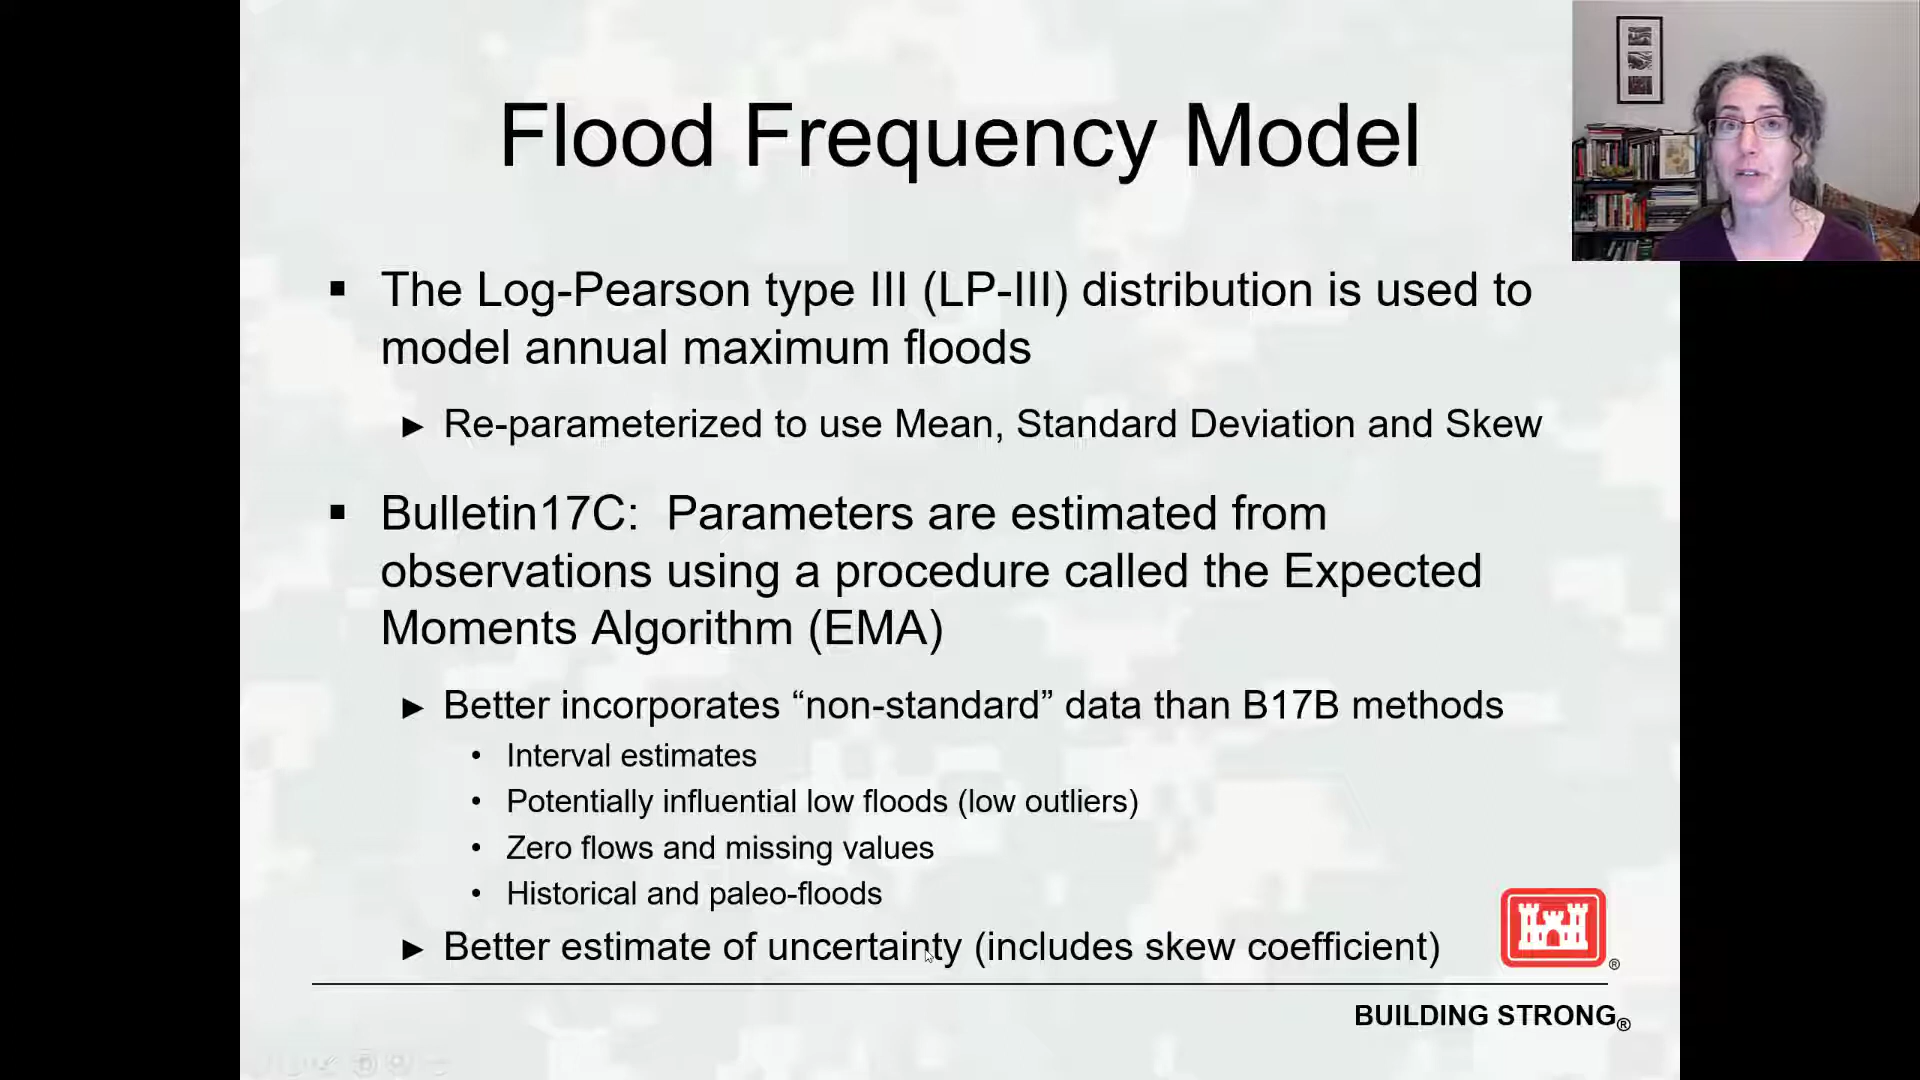 Flood Frequency Model
▪ The Log-Pearson type III (LP-III) distribution is used to
model annual maximum floods
► Re-parameterized to use Mean, Standard Deviation and Skew
▪ Bulletin17C:  Parameters are estimated from
observations using a procedure called the Expected
Moments Algorithm (EMA)
► Better incorporates “non-standard” data than B17B methods
• Interval estimates
• Potentially influential low floods (low outliers)
• Zero flows and missing values
• Historical and paleo-floods
► Better estimate of uncertainty (includes skew coefficient)
®
BUILDING STRONG®